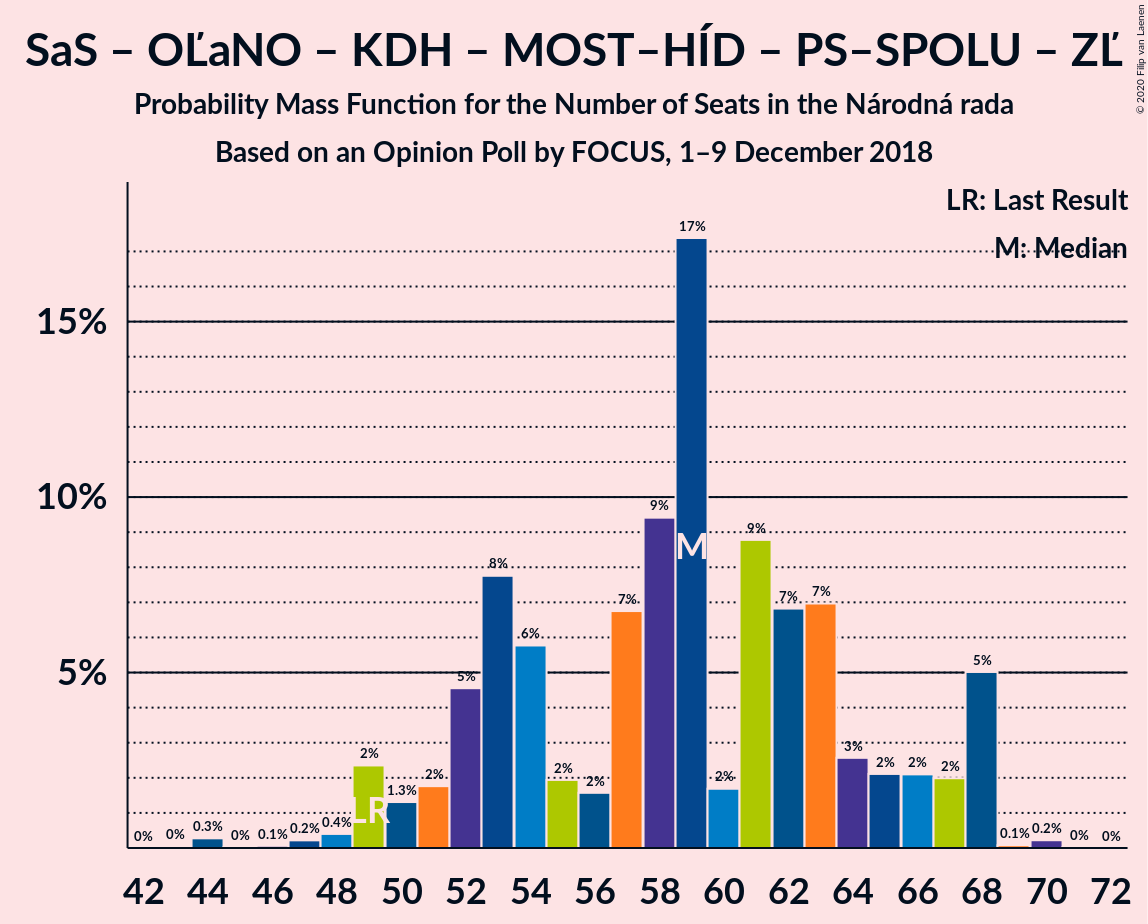 SaS – OĽaNO – KDH – MOST–HÍD – PS–SPOLU – ZĽ
Probability Mass Function for the Number of Seats in the Národná rada
Based on an Opinion Poll by FOCUS, 1–9 December 2018
© 2020 Filip van Laenen
LR: Last Result
M: Median
15%
10%
5%
0% 0% 0.3% 0% 0.1% 0.2% 0.4% 2% 1.3% 2% 5% 8% 6% 2% 2% 7% 9% 17% 2% 9% 7% 7% 3% 2% 2% 2% 5% 0.1% 0.2% 0% 0%
LR
M
42 44 46 48 50 52 54 56 58 60 62 64 66 68 70 72